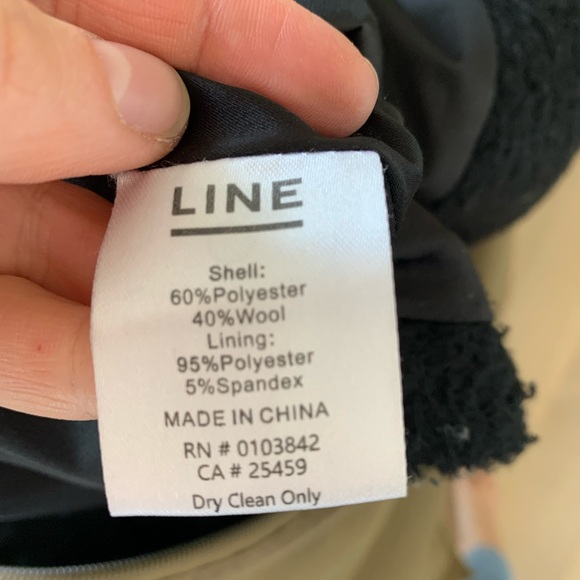 LINE
Shell:
60%Polyester
40%Wool
Lining:
95%Polyester
5%Spandex
MADE IN CHINA
RN # 0103842
CA # 25459
Dry Clean Only